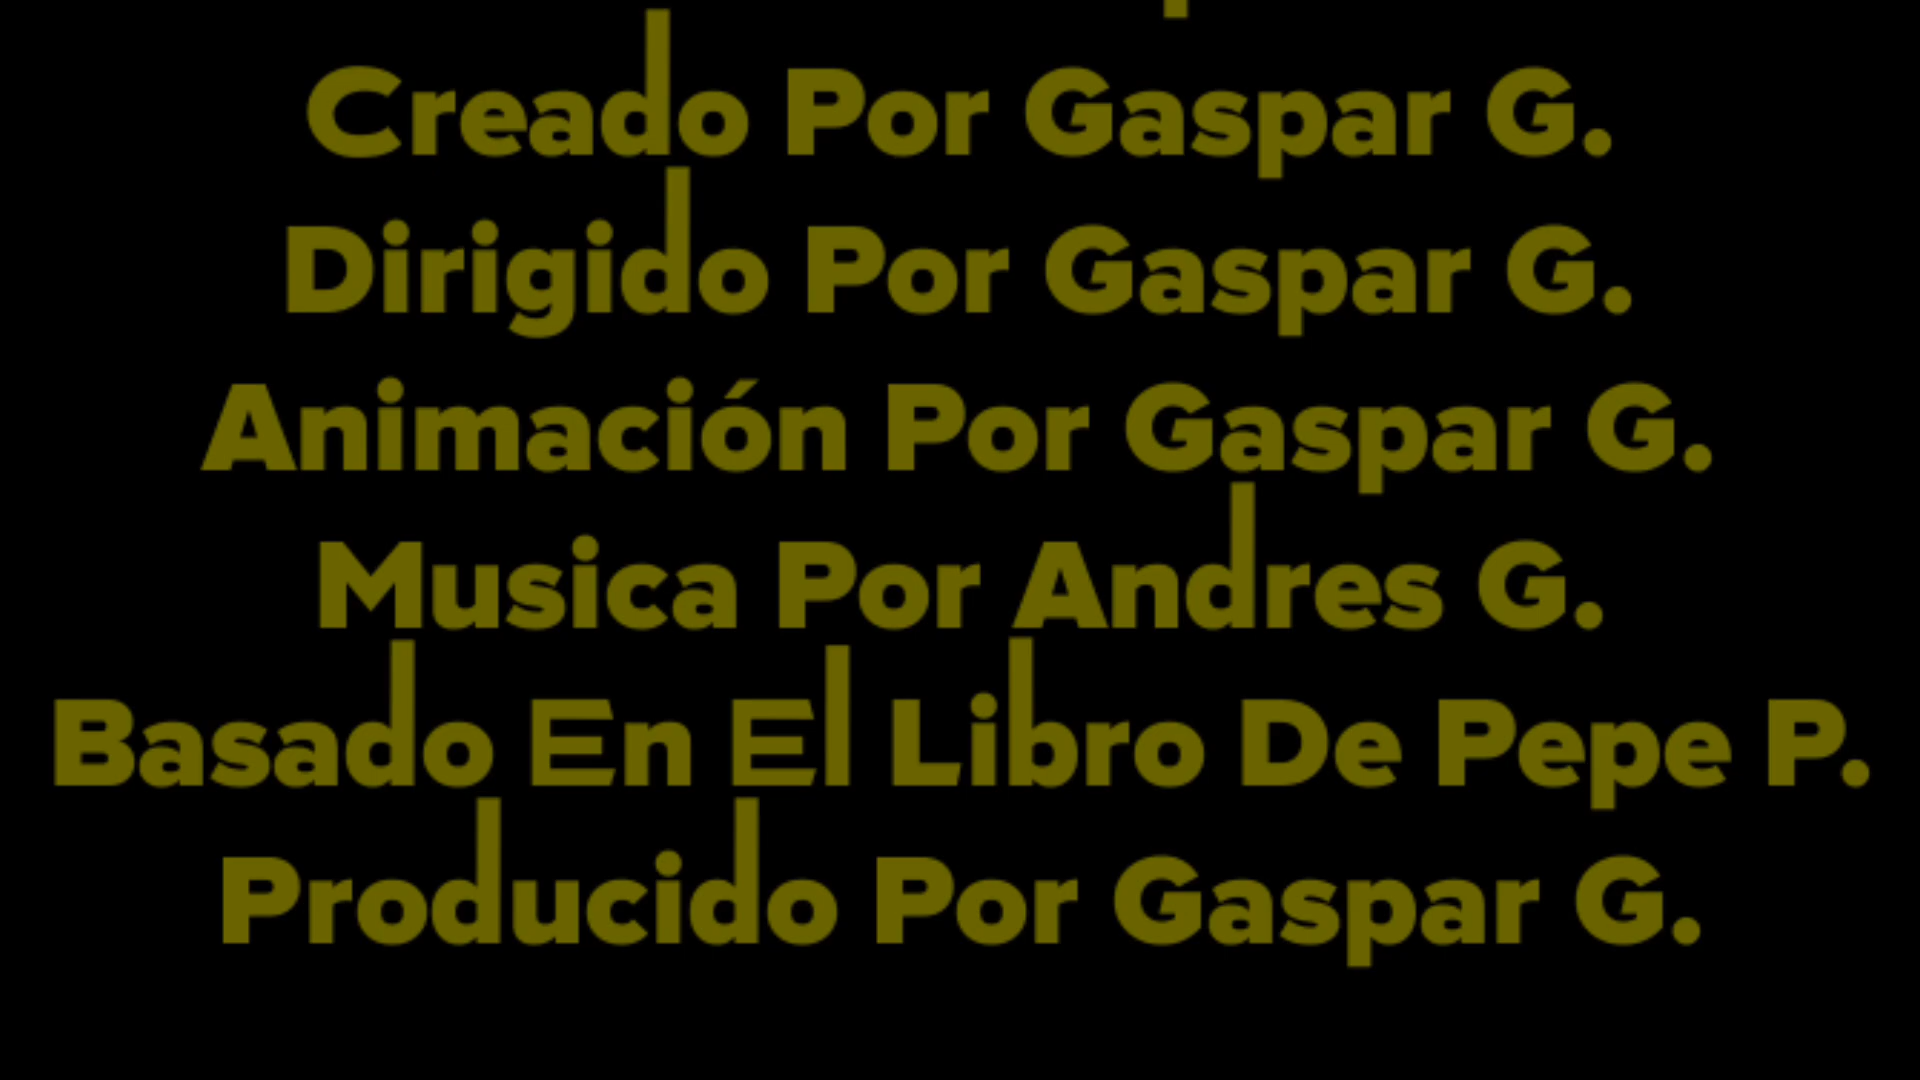 Creado Por Gaspar G.
Dirigido Por Gaspar G.
Animación Por Gaspar G.
Musica Por Andres G.
Basado En El Libro De Pepe P.
Producido Por Gaspar G.